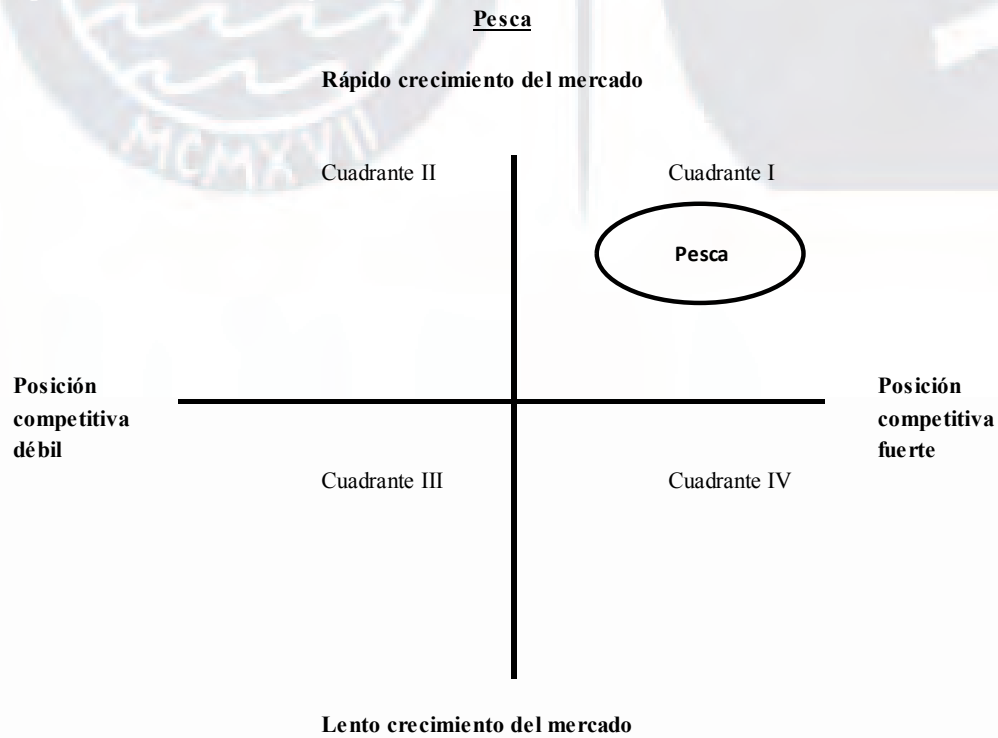 Pesca
Rápido crecimiento del mercado
MCMXVII
Cuadrante II
Cuadrante I
Pesca
Posición
competitiva
débil
Posición
competitiva
fuerte
Cuadrante III
Cuadrante IV
Lento crecimiento del mercado